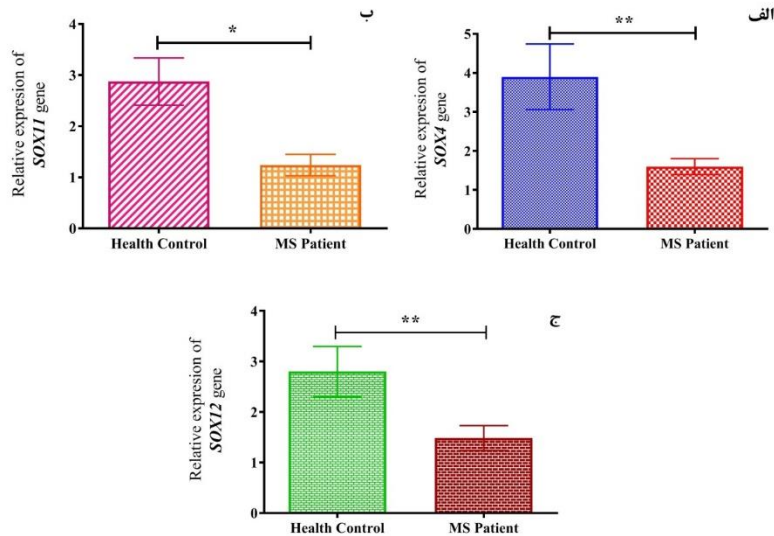 ب
*
4
3
2
1
0
Relative expresion of
SOX11 gene
Health Control
MS Patient
الف
**
5
4
3
2
1
0
Relative expresion of
SOX4 gene
Health Control
MS Patient
ج
**
4
3
2
1
0
Relative expresion of
SOX12 gene
Health Control
MS Patient